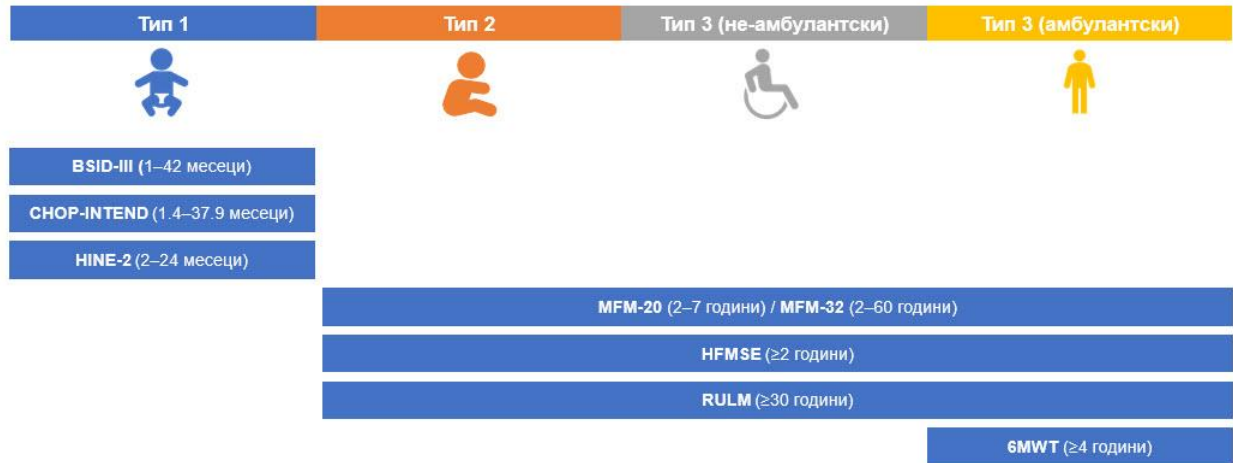 Тип 1
Тип 2
Тип 3 (не-амбулантски)
Тип 3 (амбулантски)
BSID-III (1–42 месеци)
CHOP-INTEND (1.4–37.9 месеци)
HINE-2 (2–24 месеци)
MFM-20 (2–7 години) / MFM-32 (2–60 години)
HFMSE (≥2 години)
RULM (≥30 години)
6MWT (≥4 години)